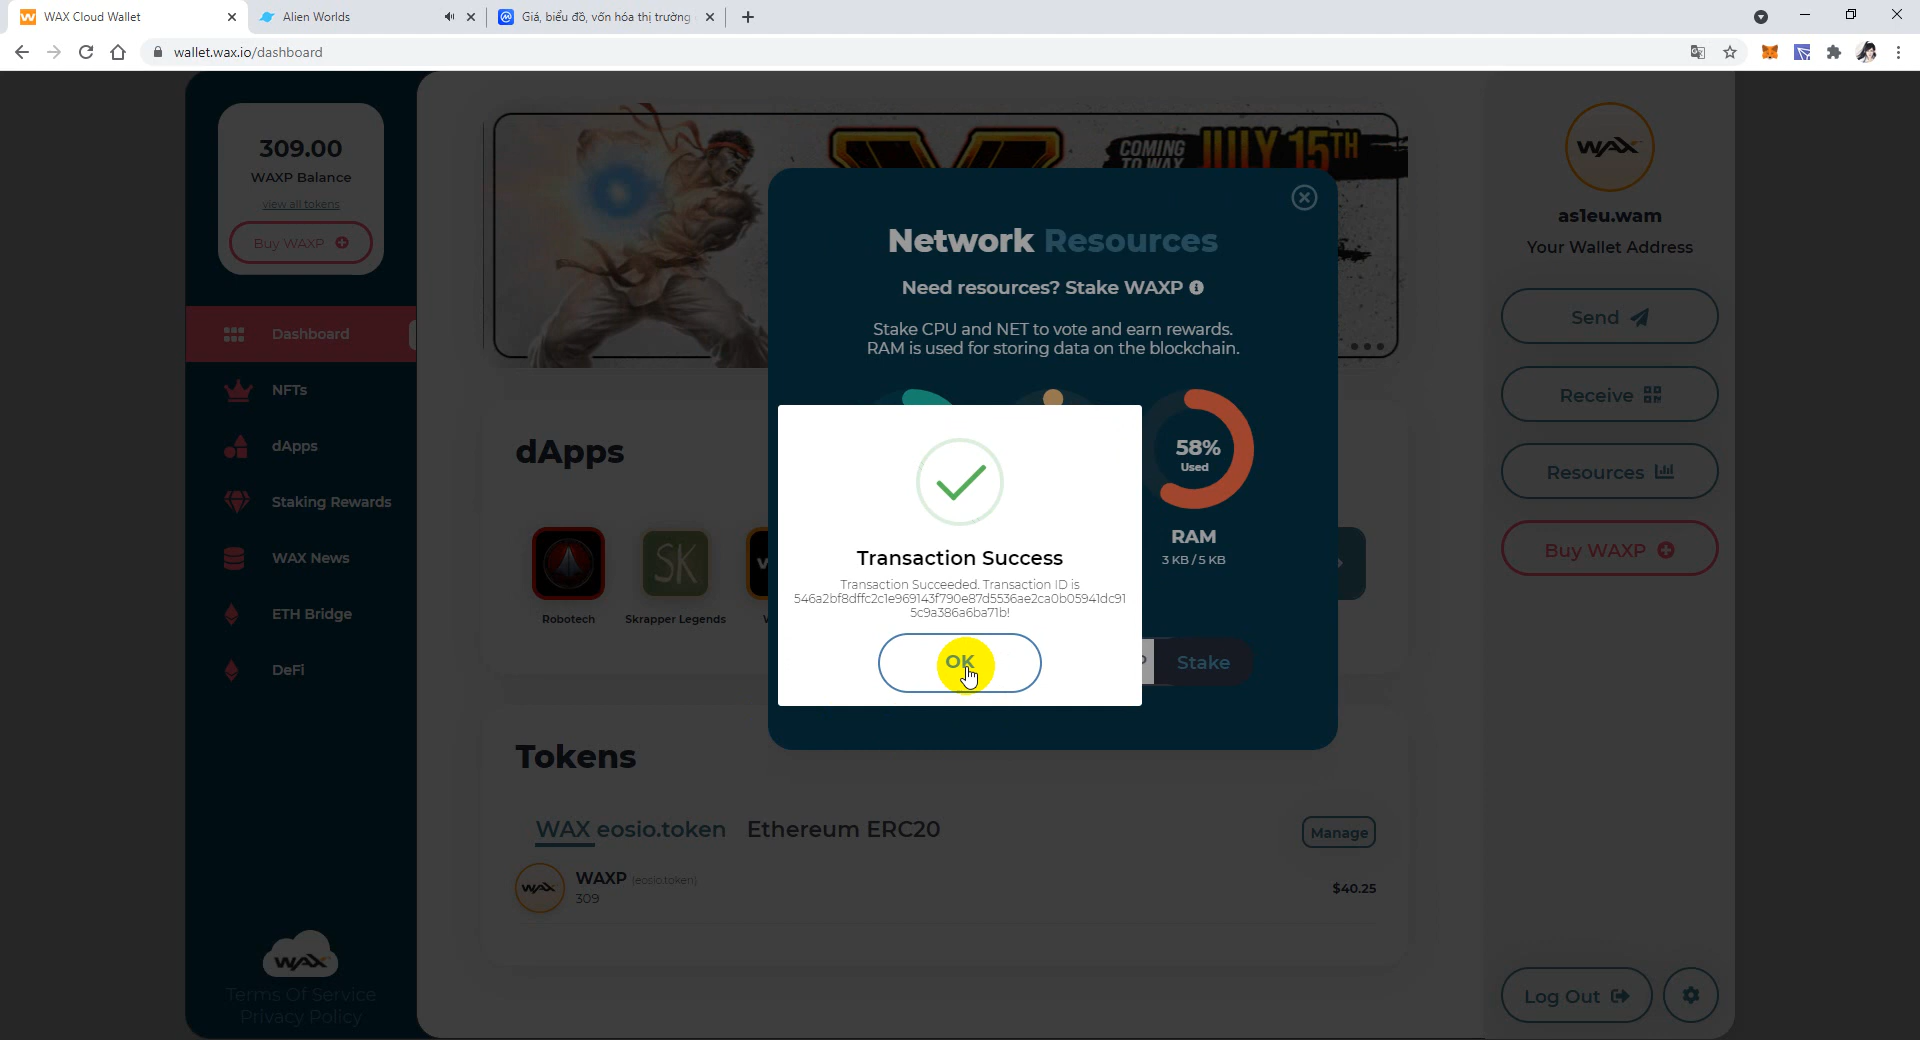 WAX Cloud Wallet
Alien Worlds
Giá, biểu đồ, vốn hóa thị trường
wallet.wax.io/dashboard
309.00
WAXP Balance
view all tokens
Buy WAXP
Dashboard
NFTs
dApps
Staking Rewards
WAX News
ETH Bridge
DeFi
WAX
Terms Of Service
Privacy Policy
COMING
TO WAX
JULY 15TH
dApps
Robotech
SK
Skrapper Legends
Tokens
WAX eosio.token
Ethereum ERC20
Manage
WAX
WAXP (eosio.token)
309
$40.25
Network Resources
Need resources? Stake WAXP
Stake CPU and NET to vote and earn rewards.
RAM is used for storing data on the blockchain.
58%
Used
RAM
3 KB / 5 KB
Stake
Transaction Success
Transaction Succeeded. Transaction ID is
546a2bf8dffc2c1e969143f790e87d5536ae2ca0b05941dc91
5c9a386a6ba71b!
OK
WAX
as1eu.wam
Your Wallet Address
Send
Receive
Resources
Buy WAXP
Log Out